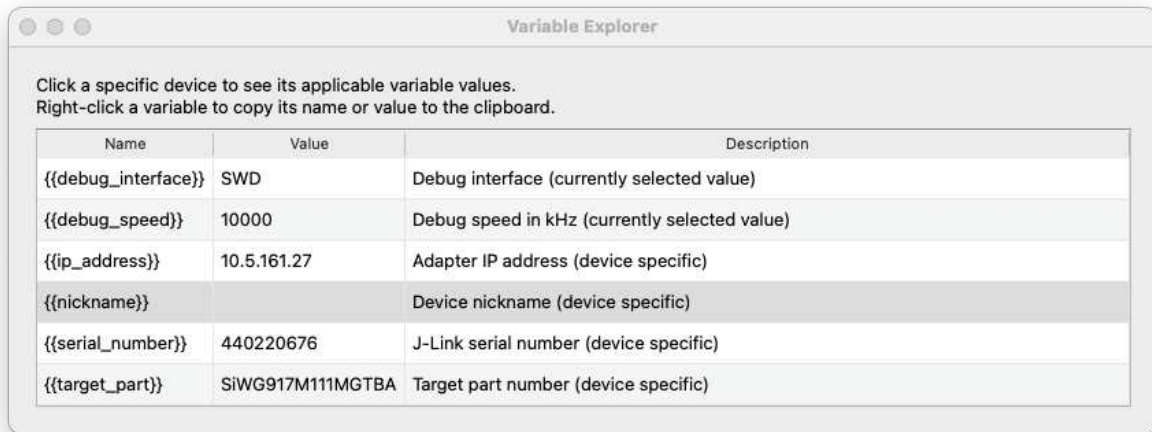 Variable Explorer
Click a specific device to see its applicable variable values.
Right-click a variable to copy its name or value to the clipboard.
Name Value Description
{{debug_interface}} SWD Debug interface (currently selected value)
{{debug_speed}} 10000 Debug speed in kHz (currently selected value)
{{ip_address}} 10.5.161.27 Adapter IP address (device specific)
{{nickname}} Device nickname (device specific)
{{serial_number}} 440220676 J-Link serial number (device specific)
{{target_part}} SiWG917M111MGTBA Target part number (device specific)